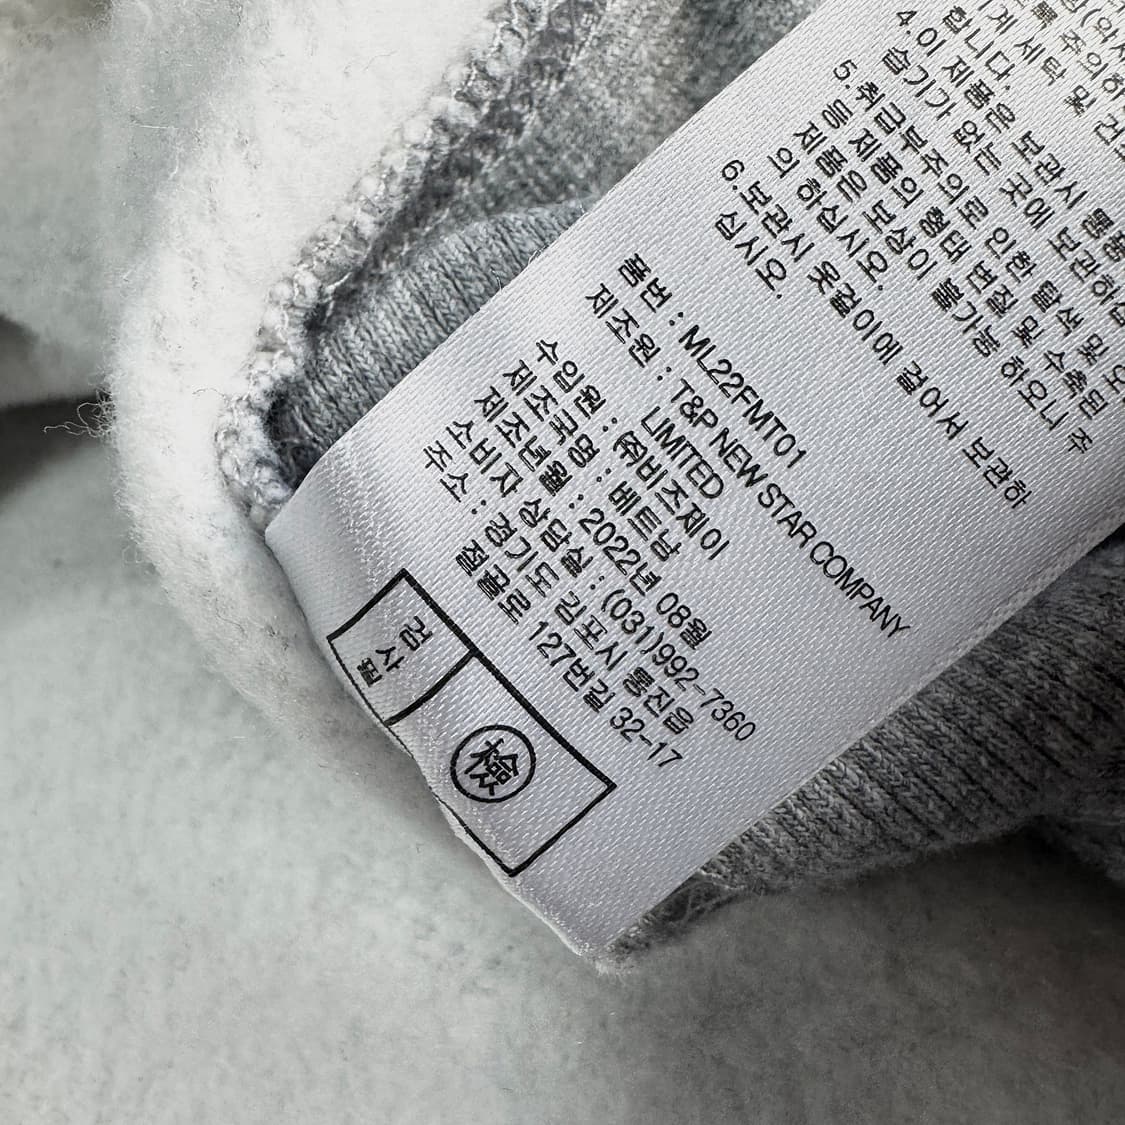 게 세탁 및 건
합니다.
4.이 제품은 보관시 통풍
습기가 없는 곳에 보관하십
5.취급부주의로 인한 탈색 및 오
등 제품의 형태 변질 및 수축된
제품은 보상이 불가능 하오니 주
의 하십시오.
6.보관시 옷걸이에 걸어서 보관하
십시오.
품번 : ML22FMT01
제조원 : T&P NEW STAR COMPANY
LIMITED
수입원 : ㈜비즈제이
제조국명 : 베트남
제조년월 : 2022년 08월
소비자 상담실 : (031)992-7360
주소 : 경기도 김포시 통진읍
절골로 127번길 32-17
검사필
檢